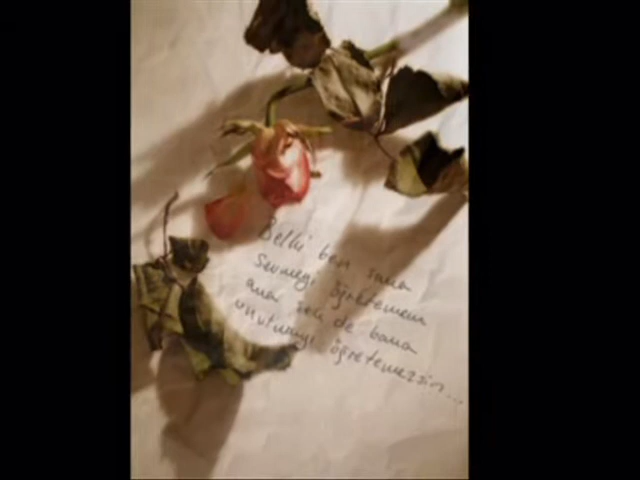 Belki ben sana
Sevmeyi öğretemem
ama sen de bana
unutmayı öğretemezsin...